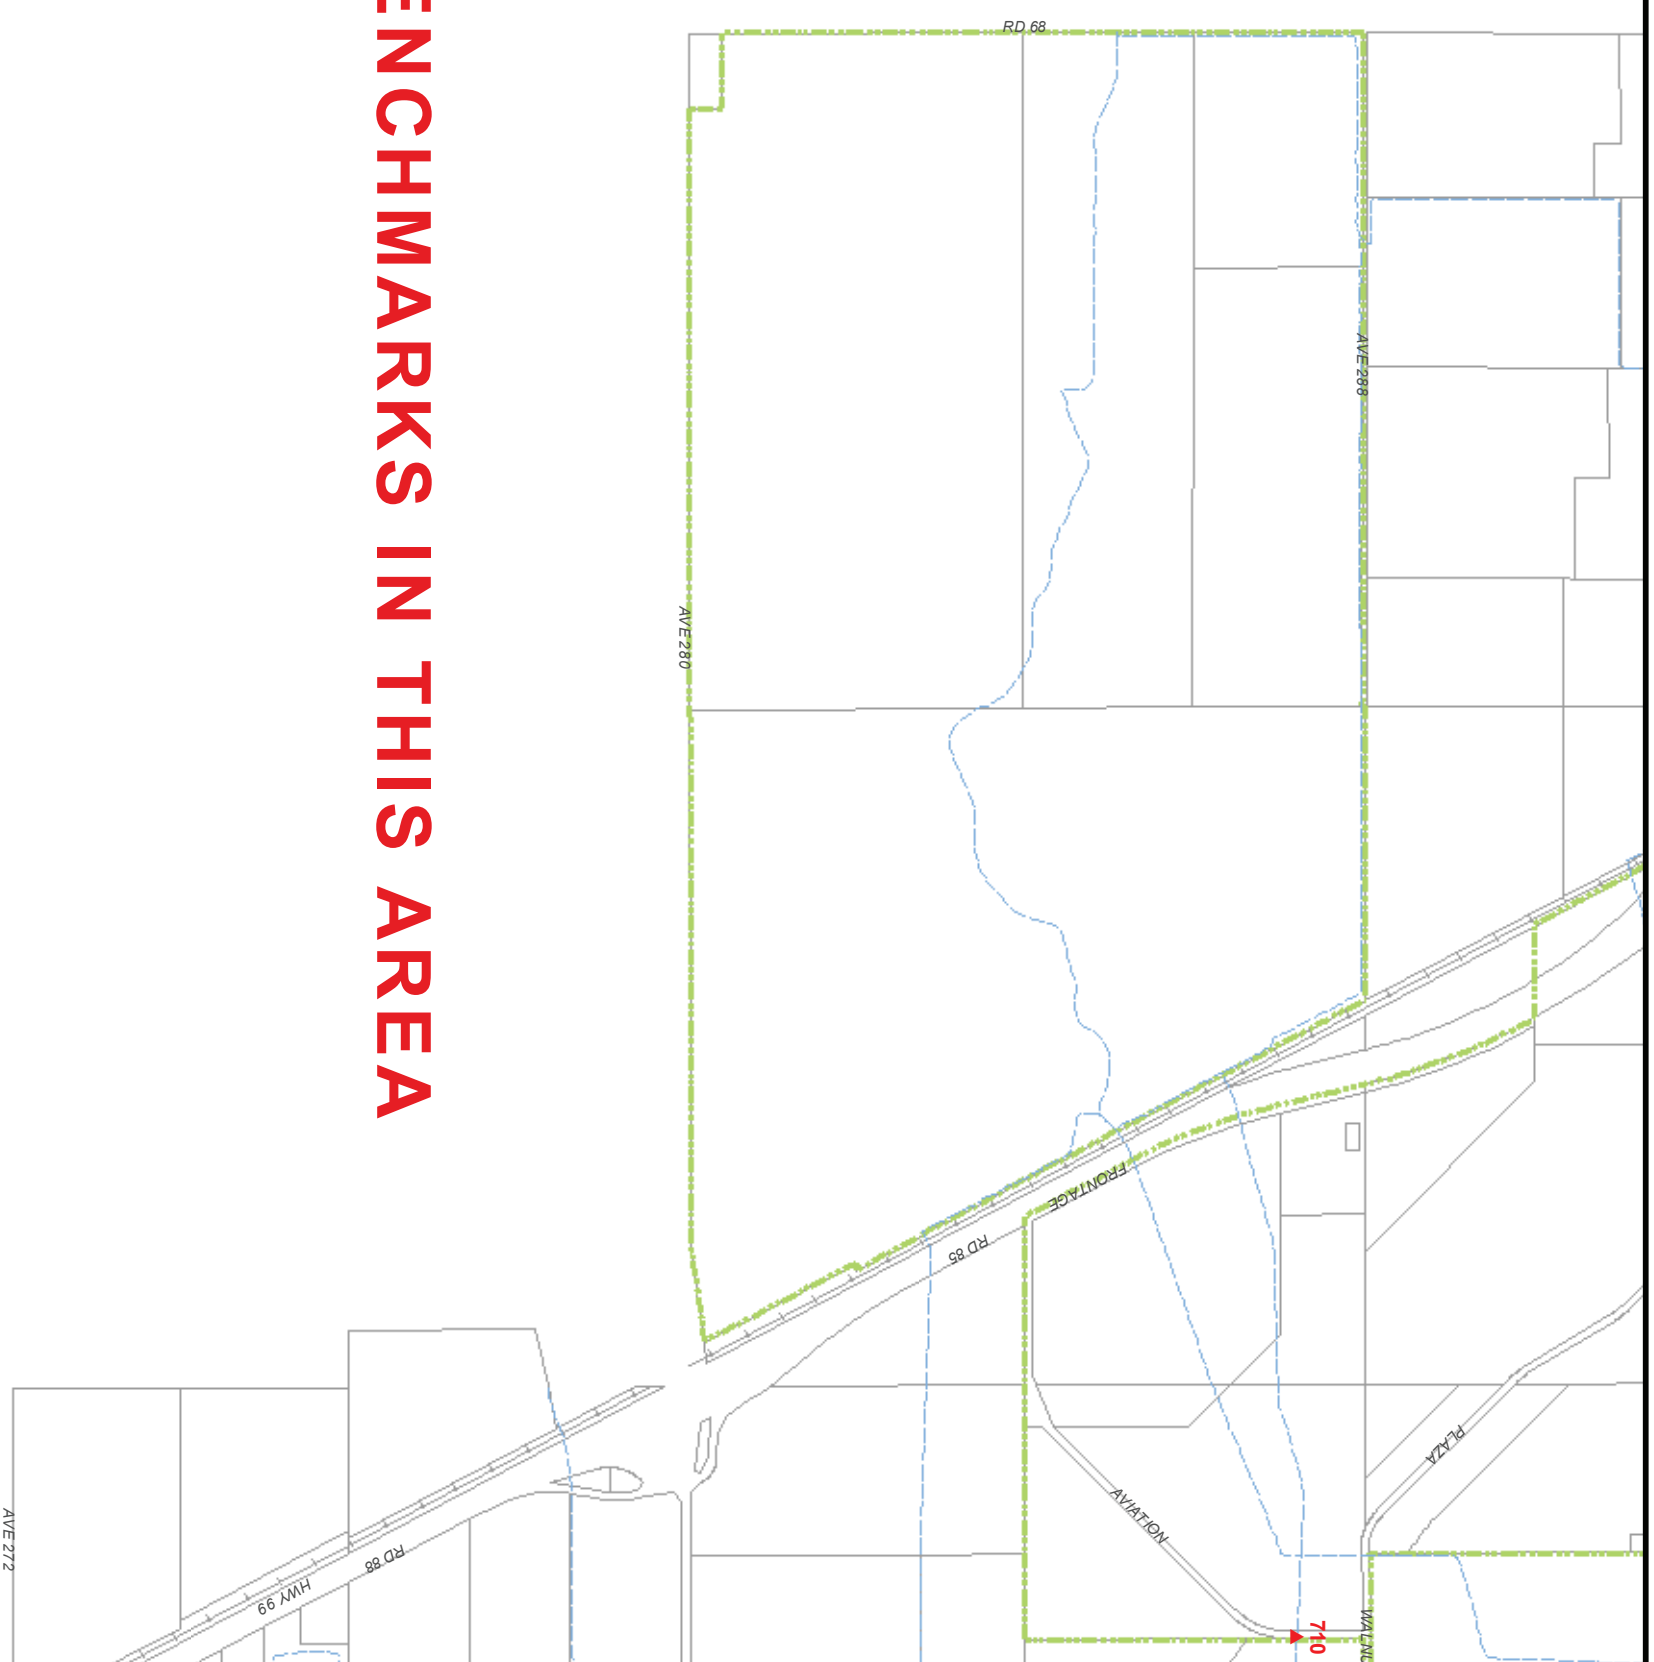 RD 68
ENCHMARKS IN THIS AREA
AVE 288
AVE 280
FRONTAGE
RD 85
PLAZA
AVIATION
AVE 272
RD 88
HWY 99
710
WALNU